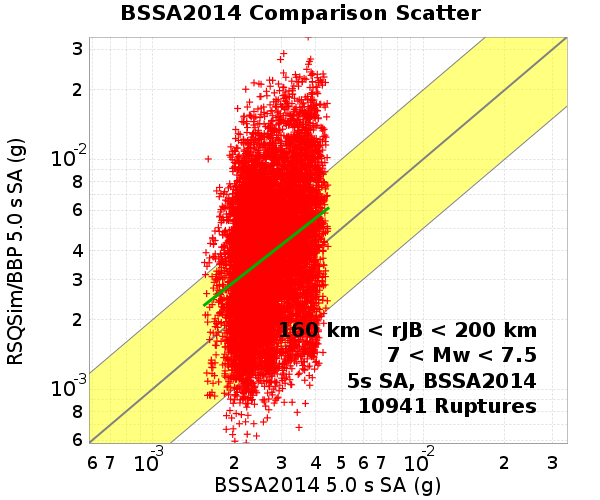 BSSA2014 Comparison Scatter
RSQSim/BBP 5.0 s SA (g)
3
2
10-2
8
6
4
3
2
10-3
8
6
160 km < rJB < 200 km
7 < Mw < 7.5
5s SA, BSSA2014
10941 Ruptures
6 7 10-3 2 3 4 5 6 7 10-2 2 3
BSSA2014 5.0 s SA (g)